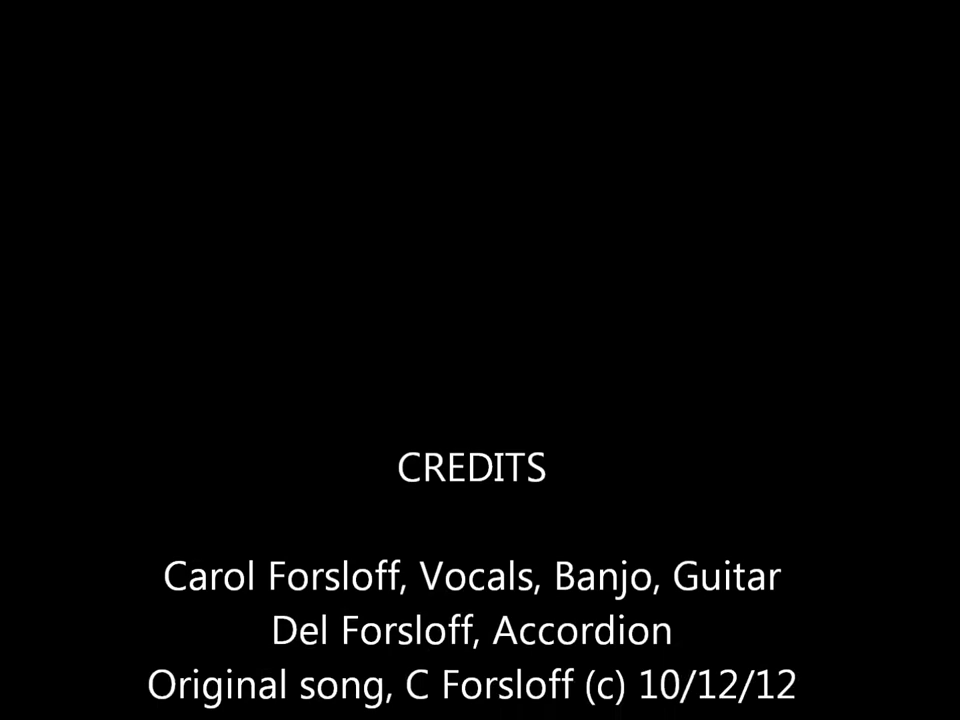 CREDITS
Carol Forsloff, Vocals, Banjo, Guitar
Del Forsloff, Accordion
Original song, C Forsloff (c) 10/12/12